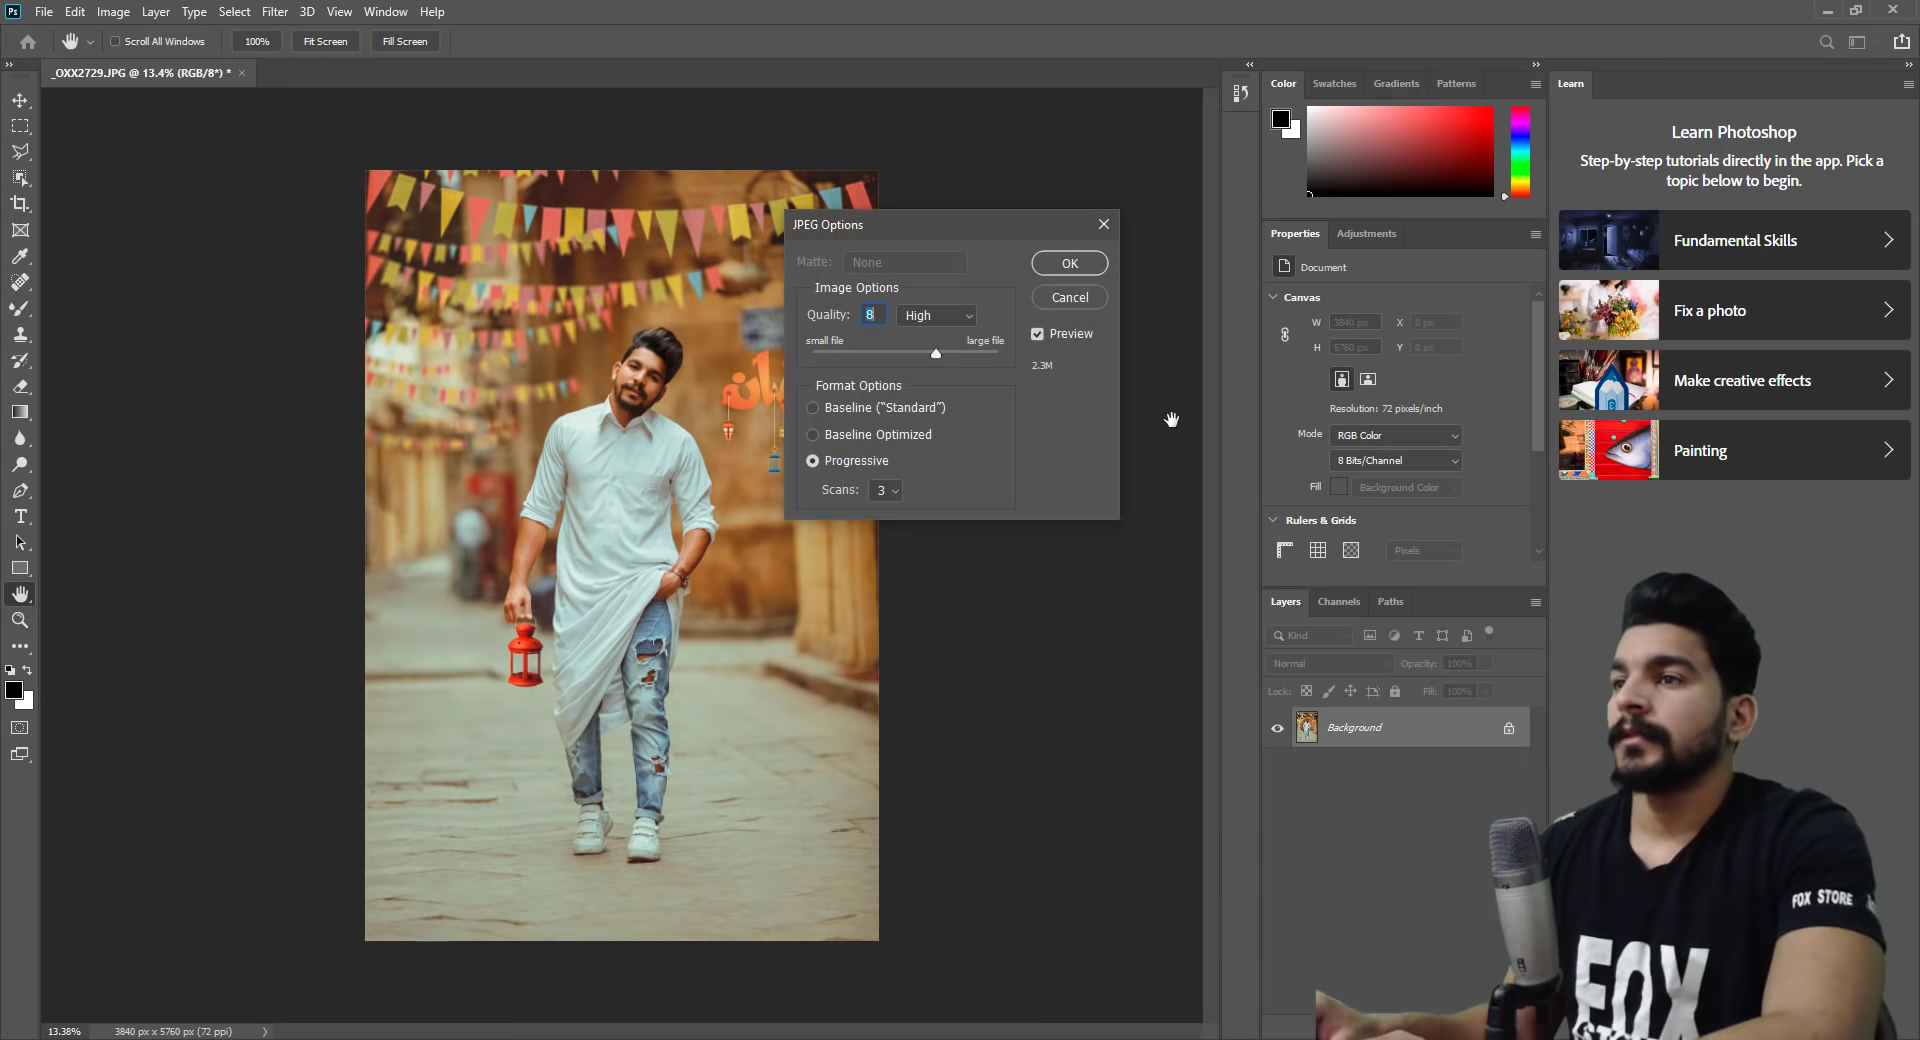 Ps File Edit Image Layer Type Select Filter 3D View Window Help
Scroll All Windows 100% Fit Screen Fill Screen
_OXX2729.JPG @ 13.4% (RGB/8*) * ×
JPEG Options
Matte: None
OK
Image Options
Cancel
Quality: 8 High
Preview
small file large file
2.3M
Format Options
Baseline ("Standard")
Baseline Optimized
Progressive
Scans: 3
Color Swatches Gradients Patterns
Properties Adjustments
Document
Canvas
W 3840 px X 0 px
H 5760 px Y 0 px
Resolution: 72 pixels/inch
Mode RGB Color
8 Bits/Channel
Fill Background Color
Rulers & Grids
Pixels
Layers Channels Paths
Kind
Normal Opacity: 100%
Lock: Fill: 100%
Background
Learn
Learn Photoshop
Step-by-step tutorials directly in the app. Pick a
topic below to begin.
Fundamental Skills
Fix a photo
Make creative effects
Painting
FOX STORE
FOX
13.38% 3840 px x 5760 px (72 ppi)